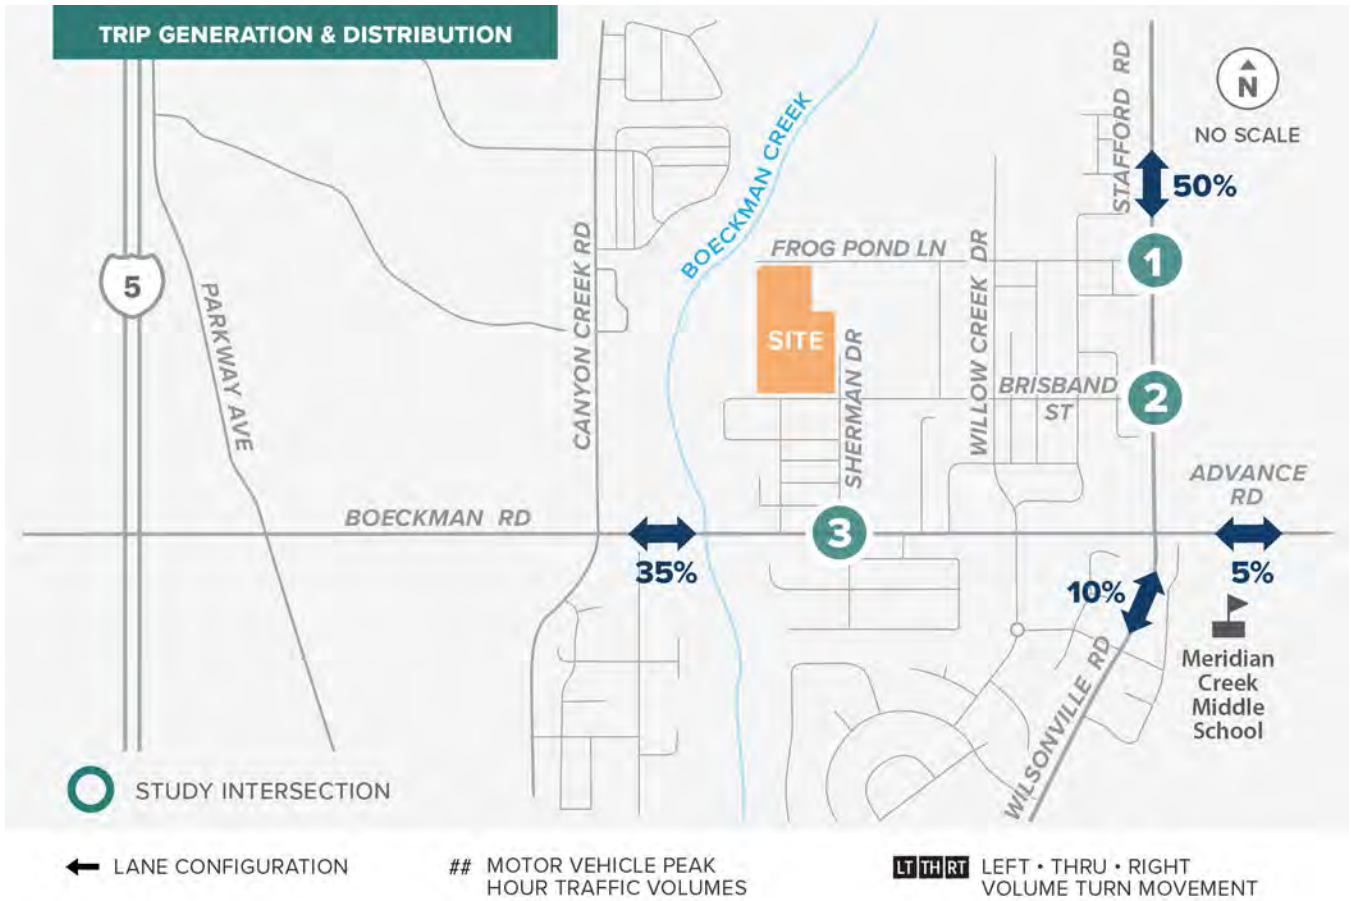 TRIP GENERATION & DISTRIBUTION
N
NO SCALE
STAFFORD RD
50%
1
BOECKMAN CREEK
FROG POND LN
CANYON CREEK RD
5
PARKWAY AVE
SITE
SHERMAN DR
WILLOW CREEK DR
BRISBAND
ST
2
ADVANCE
RD
BOECKMAN RD
3
35%
5%
10%
Meridian
Creek
Middle
School
WILSONVILLE RD
STUDY INTERSECTION
LANE CONFIGURATION
## MOTOR VEHICLE PEAK
HOUR TRAFFIC VOLUMES
LT TH RT LEFT • THRU • RIGHT
VOLUME TURN MOVEMENT